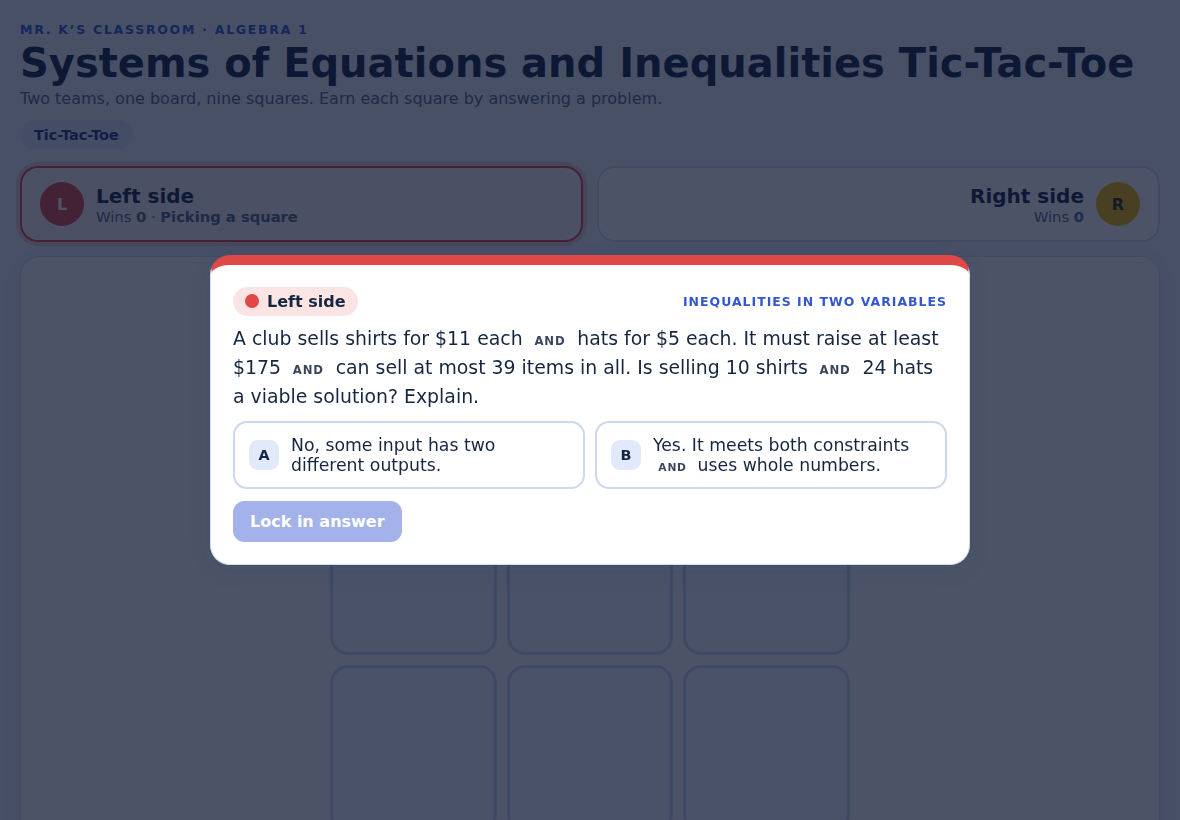 MR. K’S CLASSROOM · ALGEBRA 1
Systems of Equations and Inequalities Tic-Tac-Toe
Two teams, one board, nine squares. Earn each square by answering a problem.
Tic-Tac-Toe
L
Left side
Wins 0 · Picking a square
Right side
Wins 0
R
Left side
INEQUALITIES IN TWO VARIABLES
A club sells shirts for $11 each AND hats for $5 each. It must raise at least
$175 AND can sell at most 39 items in all. Is selling 10 shirts AND 24 hats
a viable solution? Explain.
A
No, some input has two
different outputs.
B
Yes. It meets both constraints
AND uses whole numbers.
Lock in answer